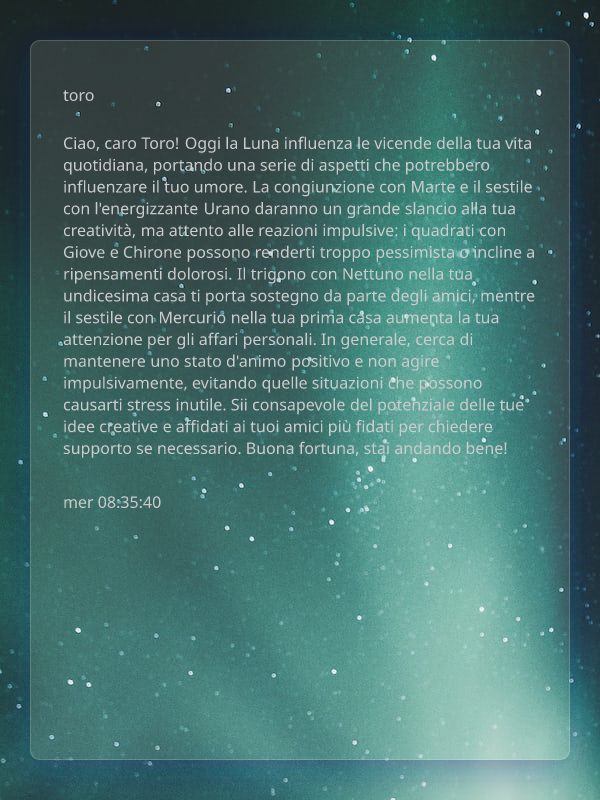 toro
Ciao, caro Toro! Oggi la Luna influenza le vicende della tua vita
quotidiana, portando una serie di aspetti che potrebbero
influenzare il tuo umore. La congiunzione con Marte e il sestile
con l'energizzante Urano daranno un grande slancio alla tua
creatività, ma attento alle reazioni impulsive: i quadrati con
Giove e Chirone possono renderti troppo pessimista o incline a
ripensamenti dolorosi. Il trigono con Nettuno nella tua
undicesima casa ti porta sostegno da parte degli amici, mentre
il sestile con Mercurio nella tua prima casa aumenta la tua
attenzione per gli affari personali. In generale, cerca di
mantenere uno stato d'animo positivo e non agire
impulsivamente, evitando quelle situazioni che possono
causarti stress inutile. Sii consapevole del potenziale delle tue
idee creative e affidati ai tuoi amici più fidati per chiedere
supporto se necessario. Buona fortuna, stai andando bene!
mer 08:35:40